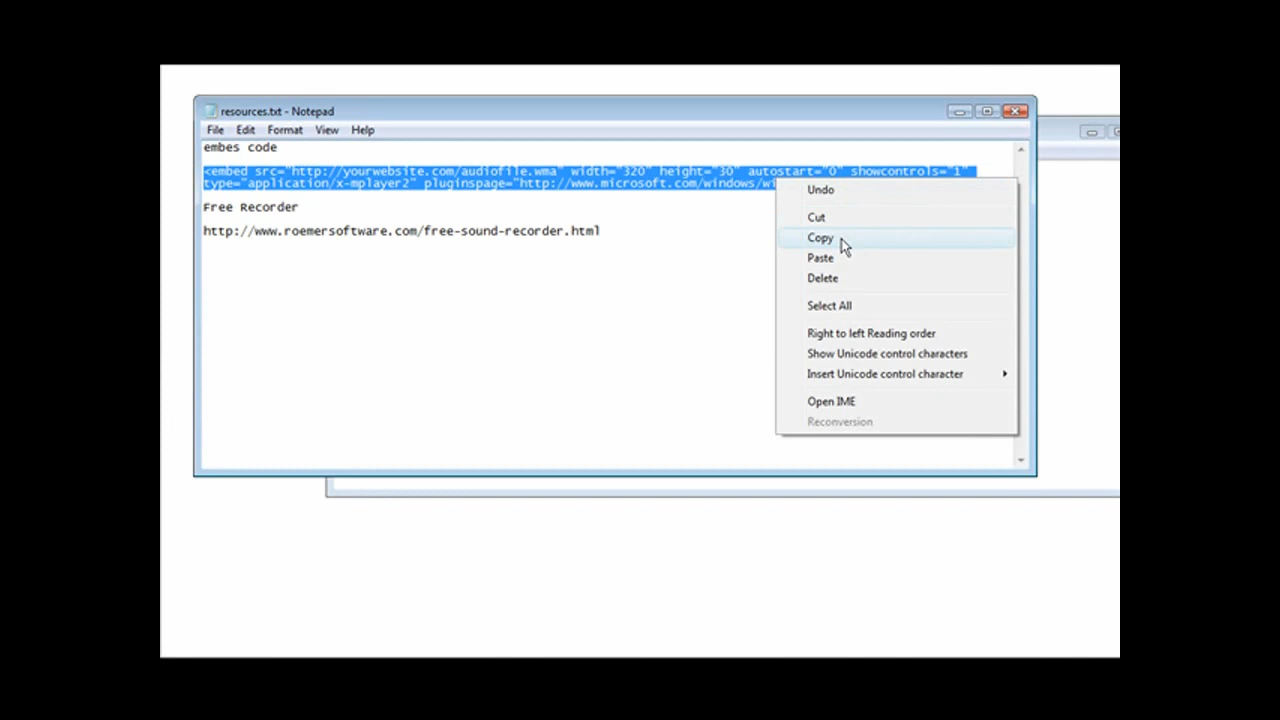 resources.txt - Notepad
File Edit Format View Help
embes code
<embed src="http://yourwebsite.com/audiofile.wma" width="320" height="30" autostart="0" showcontrols="1"
type="application/x-mplayer2" pluginspage="http://www.microsoft.com/windows/wi
Free Recorder
http://www.roemersoftware.com/free-sound-recorder.html
Undo
Cut
Copy
Paste
Delete
Select All
Right to left Reading order
Show Unicode control characters
Insert Unicode control character
Open IME
Reconversion